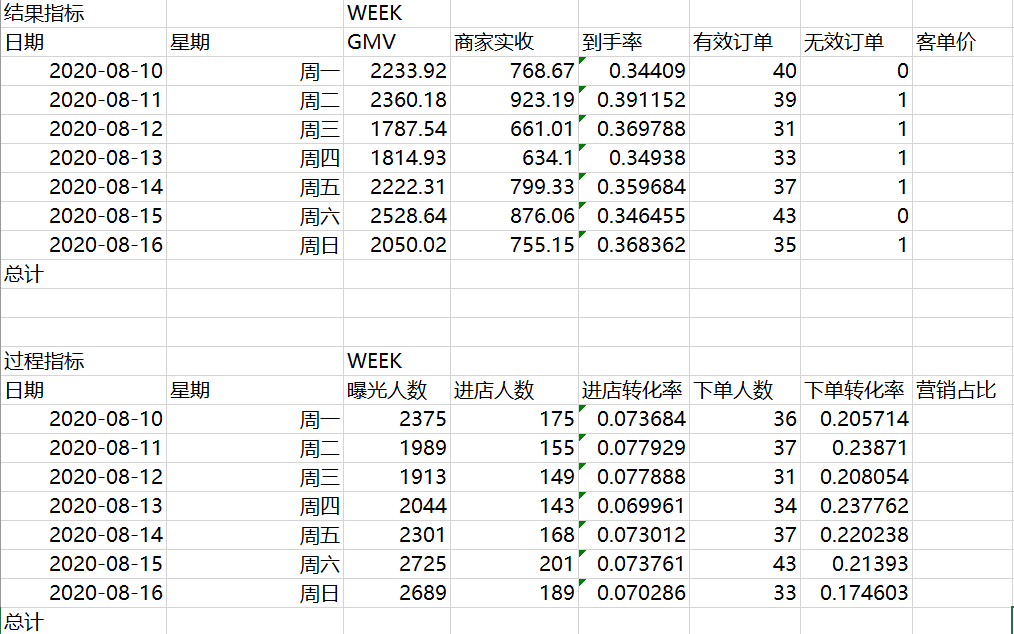 结果指标 WEEK
日期 星期 GMV 商家实收 到手率 有效订单 无效订单 客单价
2020-08-10 周一 2233.92 768.67 0.34409 40 0
2020-08-11 周二 2360.18 923.19 0.391152 39 1
2020-08-12 周三 1787.54 661.01 0.369788 31 1
2020-08-13 周四 1814.93 634.1 0.34938 33 1
2020-08-14 周五 2222.31 799.33 0.359684 37 1
2020-08-15 周六 2528.64 876.06 0.346455 43 0
2020-08-16 周日 2050.02 755.15 0.368362 35 1
总计
过程指标 WEEK
日期 星期 曝光人数 进店人数 进店转化率 下单人数 下单转化率 营销占比
2020-08-10 周一 2375 175 0.073684 36 0.205714
2020-08-11 周二 1989 155 0.077929 37 0.23871
2020-08-12 周三 1913 149 0.077888 31 0.208054
2020-08-13 周四 2044 143 0.069961 34 0.237762
2020-08-14 周五 2301 168 0.073012 37 0.220238
2020-08-15 周六 2725 201 0.073761 43 0.21393
2020-08-16 周日 2689 189 0.070286 33 0.174603
总计